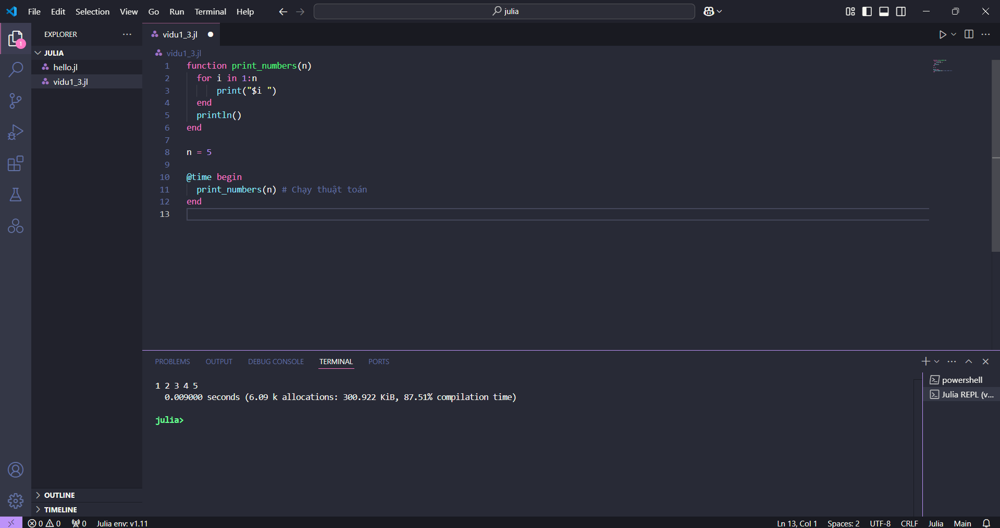 File Edit Selection View Go Run Terminal Help julia
EXPLORER
1
JULIA
hello.jl
vidu1_3.jl
OUTLINE
TIMELINE
vidu1_3.jl
vidu1_3.jl
1 function print_numbers(n)
2 for i in 1:n
3 print("$i ")
4 end
5 println()
6 end
7
8 n = 5
9
10 @time begin
11 print_numbers(n) # Chạy thuật toán
12 end
13
PROBLEMS OUTPUT DEBUG CONSOLE TERMINAL PORTS
1 2 3 4 5
0.009000 seconds (6.09 k allocations: 300.922 KiB, 87.51% compilation time)
julia>
powershell
Julia REPL (v...
0 0 0 Julia env: v1.11 Ln 13, Col 1 Spaces: 2 UTF-8 CRLF Julia Main